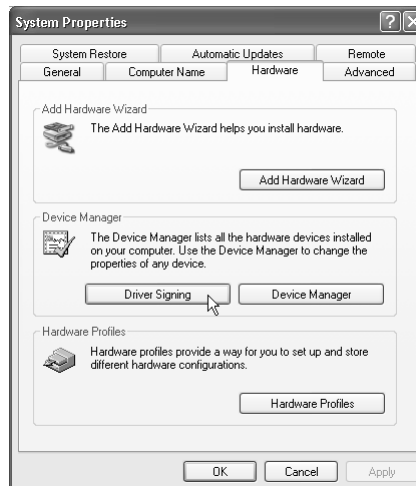 System Properties
System Restore Automatic Updates Remote
General Computer Name Hardware Advanced
Add Hardware Wizard
The Add Hardware Wizard helps you install hardware.
Add Hardware Wizard
Device Manager
The Device Manager lists all the hardware devices installed
on your computer. Use the Device Manager to change the
properties of any device.
Driver Signing Device Manager
Hardware Profiles
Hardware profiles provide a way for you to set up and store
different hardware configurations.
Hardware Profiles
OK Cancel Apply